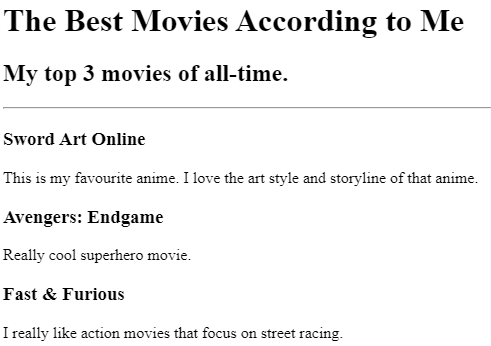 The Best Movies According to Me
My top 3 movies of all-time.
Sword Art Online
This is my favourite anime. I love the art style and storyline of that anime.
Avengers: Endgame
Really cool superhero movie.
Fast & Furious
I really like action movies that focus on street racing.